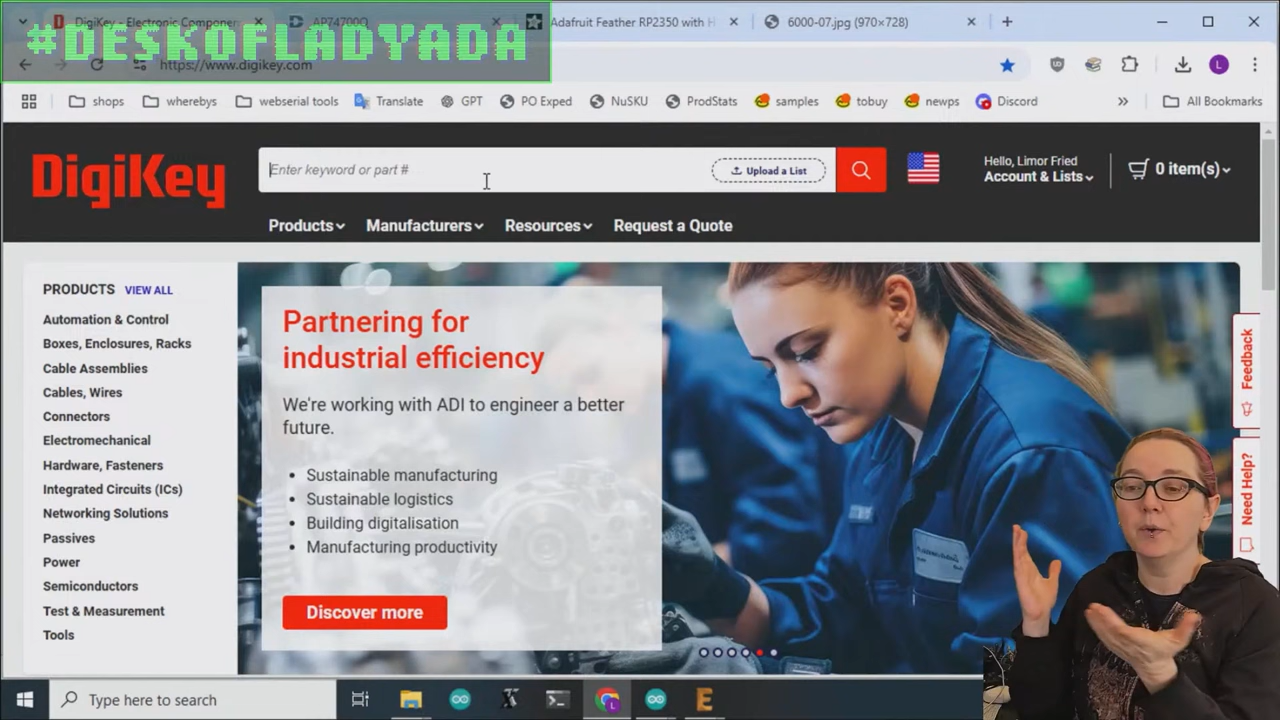 DigiKey - Electronic Componen
AP74700Q
Adafruit Feather RP2350 with H
6000-07.jpg (970×728)
#DESKOFLADYADA
https://www.digikey.com
L
shops
wherebys
webserial tools
Translate
GPT
PO Exped
NuSKU
ProdStats
samples
tobuy
newps
Discord
All Bookmarks
DigiKey
Enter keyword or part #
Upload a List
Hello, Limor Fried
Account & Lists
0 item(s)
Products
Manufacturers
Resources
Request a Quote
PRODUCTS VIEW ALL
Automation & Control
Boxes, Enclosures, Racks
Cable Assemblies
Cables, Wires
Connectors
Electromechanical
Hardware, Fasteners
Integrated Circuits (ICs)
Networking Solutions
Passives
Power
Semiconductors
Test & Measurement
Tools
Partnering for
industrial efficiency
We're working with ADI to engineer a better
future.
Sustainable manufacturing
Sustainable logistics
Building digitalisation
Manufacturing productivity
Discover more
Feedback
Need Help?
Type here to search